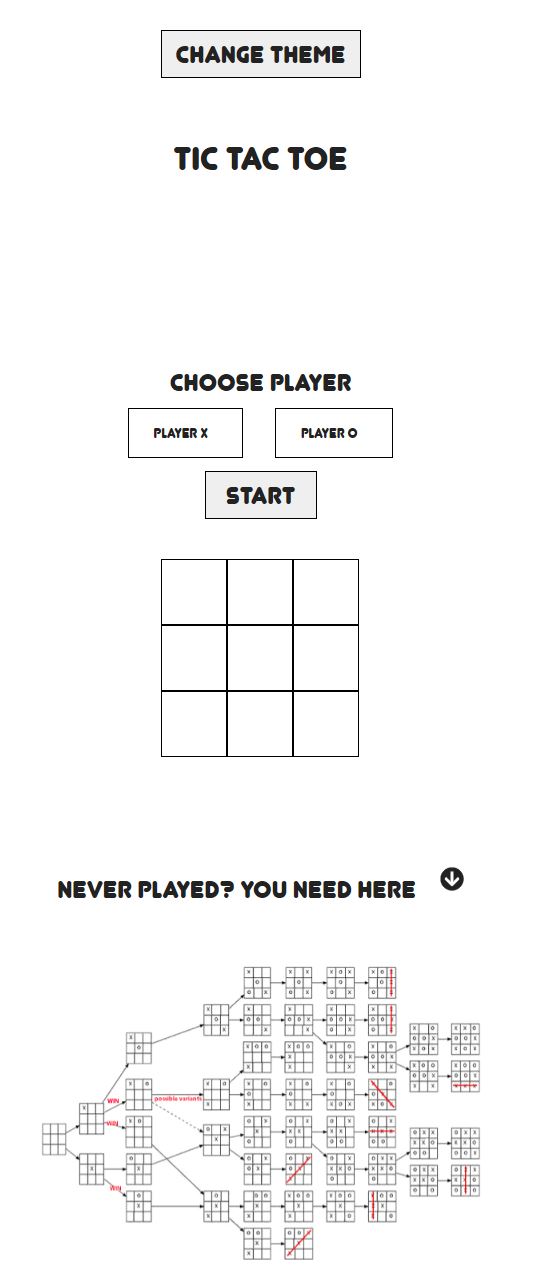 CHANGE THEME
TIC TAC TOE
CHOOSE PLAYER
PLAYER X
PLAYER O
START
NEVER PLAYED? YOU NEED HERE
WIN
possible variants
WIN
WIN